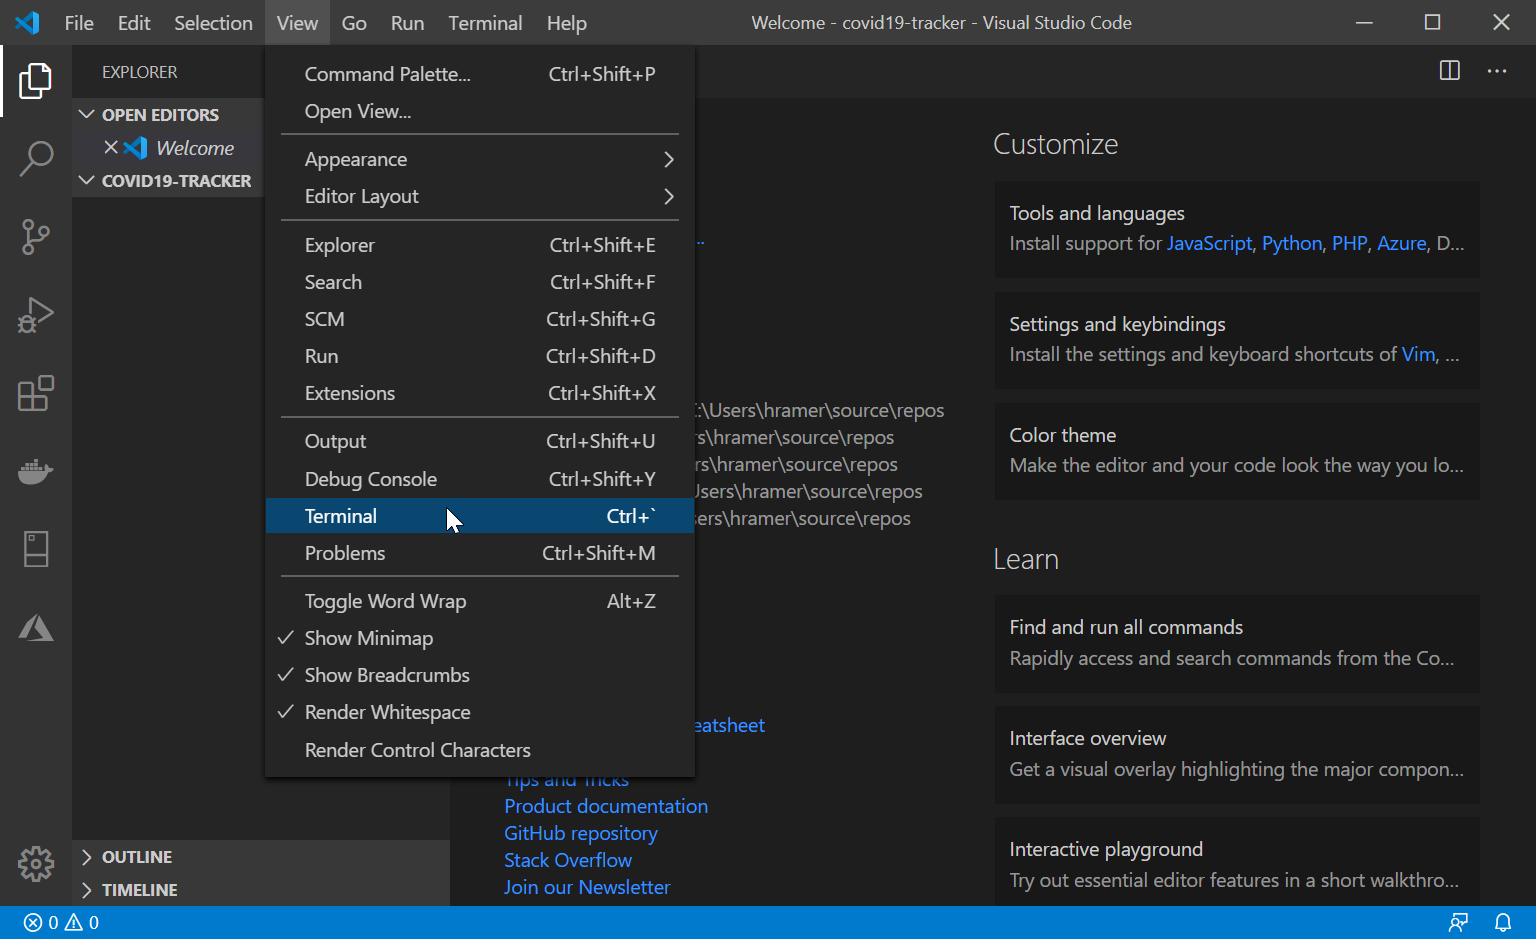 File Edit Selection View Go Run Terminal Help
Welcome - covid19-tracker - Visual Studio Code
EXPLORER
OPEN EDITORS
Welcome
COVID19-TRACKER
OUTLINE
TIMELINE
Command Palette... Ctrl+Shift+P
Open View...
Appearance
Editor Layout
Explorer Ctrl+Shift+E
Search Ctrl+Shift+F
SCM Ctrl+Shift+G
Run Ctrl+Shift+D
Extensions Ctrl+Shift+X
Output Ctrl+Shift+U
Debug Console Ctrl+Shift+Y
Terminal Ctrl+`
Problems Ctrl+Shift+M
Toggle Word Wrap Alt+Z
Show Minimap
Show Breadcrumbs
Render Whitespace
Render Control Characters
:\Users\hramer\source\repos
rs\hramer\source\repos
rs\hramer\source\repos
Users\hramer\source\repos
ers\hramer\source\repos
eatsheet
Tips and Tricks
Product documentation
GitHub repository
Stack Overflow
Join our Newsletter
Customize
Tools and languages
Install support for JavaScript, Python, PHP, Azure, D...
Settings and keybindings
Install the settings and keyboard shortcuts of Vim, ...
Color theme
Make the editor and your code look the way you lo...
Learn
Find and run all commands
Rapidly access and search commands from the Co...
Interface overview
Get a visual overlay highlighting the major compon...
Interactive playground
Try out essential editor features in a short walkthro...
0 0